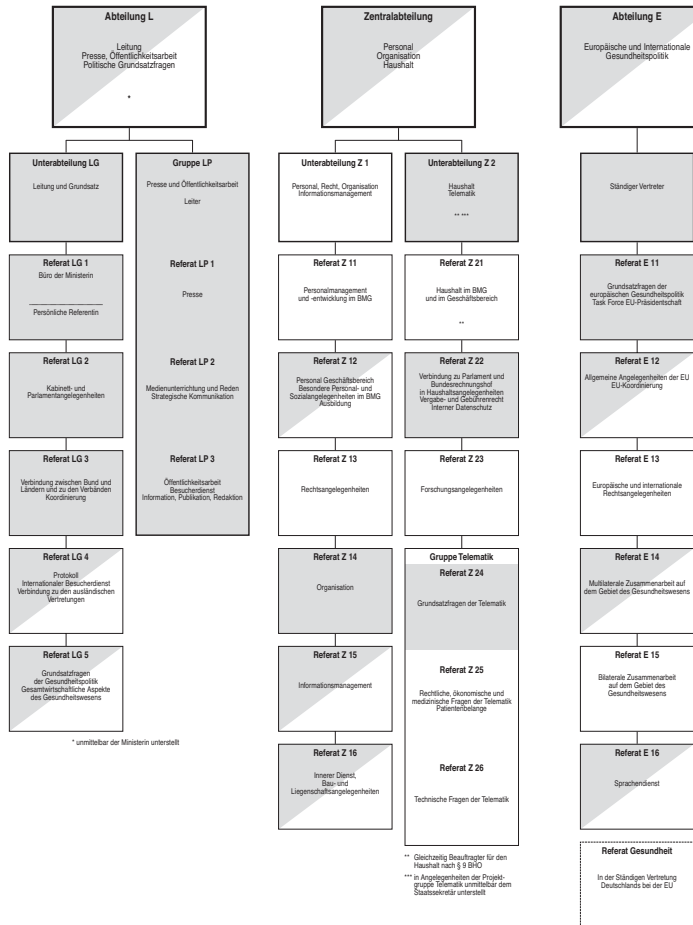 Abteilung L
Leitung
Presse, Öffentlichkeitsarbeit
Politische Grundsatzfragen
*
Unterabteilung LG
Leitung und Grundsatz
Referat LG 1
Büro der Ministerin
Persönliche Referentin
Referat LG 2
Kabinett- und
Parlamentangelegenheiten
Referat LG 3
Verbindung zwischen Bund und
Ländern und zu den Verbänden
Koordinierung
Referat LG 4
Protokoll
Internationaler Besucherdienst
Verbindung zu den ausländischen
Vertretungen
Referat LG 5
Grundsatzfragen
der Gesundheitspolitik
Gesamtwirtschaftliche Aspekte
des Gesundheitswesens
* unmittelbar der Ministerin unterstellt
Gruppe LP
Presse und Öffentlichkeitsarbeit
Leiter
Referat LP 1
Presse
Referat LP 2
Medienunterrichtung und Reden
Strategische Kommunikation
Referat LP 3
Öffentlichkeitsarbeit
Besucherdienst
Information, Publikation, Redaktion
Zentralabteilung
Personal
Organisation
Haushalt
Unterabteilung Z 1
Personal, Recht, Organisation
Informationsmanagement
Referat Z 11
Personalmanagement
und -entwicklung im BMG
Referat Z 12
Personal Geschäftsbereich
Besondere Personal- und
Sozialangelegenheiten im BMG
Ausbildung
Referat Z 13
Rechtsangelegenheiten
Referat Z 14
Organisation
Referat Z 15
Informationsmanagement
Referat Z 16
Innerer Dienst,
Bau- und
Liegenschaftsangelegenheiten
Unterabteilung Z 2
Haushalt
Telematik
** ***
Referat Z 21
Haushalt im BMG
und im Geschäftsbereich
**
Referat Z 22
Verbindung zu Parlament und
Bundesrechnungshof
in Haushaltsangelegenheiten
Vergabe- und Gebührenrecht
Interner Datenschutz
Referat Z 23
Forschungsangelegenheiten
Gruppe Telematik
Referat Z 24
Grundsatzfragen der Telematik
Referat Z 25
Rechtliche, ökonomische und
medizinische Fragen der Telematik
Patientenbelange
Referat Z 26
Technische Fragen der Telematik
** Gleichzeitig Beauftragter für den
Haushalt nach § 9 BHO
*** in Angelegenheiten der Projekt-
gruppe Telematik unmittelbar dem
Staatssekretär unterstellt
Abteilung E
Europäische und Internationale
Gesundheitspolitik
Ständiger Vertreter
Referat E 11
Grundsatzfragen der
europäischen Gesundheitspolitik
Task Force EU-Präsidentschaft
Referat E 12
Allgemeine Angelegenheiten der EU
EU-Koordinierung
Referat E 13
Europäische und internationale
Rechtsangelegenheiten
Referat E 14
Multilaterale Zusammenarbeit auf
dem Gebiet des Gesundheitswesens
Referat E 15
Bilaterale Zusammenarbeit
auf dem Gebiet des
Gesundheitswesens
Referat E 16
Sprachendienst
Referat Gesundheit
In der Ständigen Vertretung
Deutschlands bei der EU